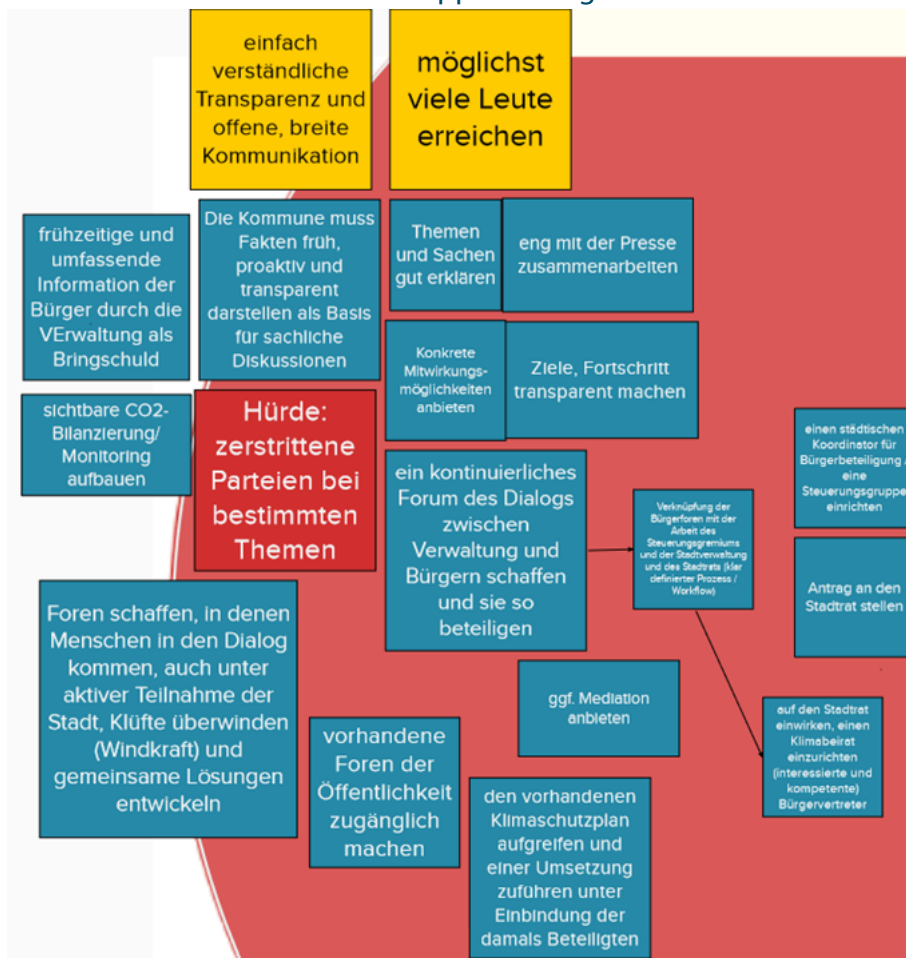 einfach
verständliche
Transparenz und
offene, breite
Kommunikation
möglichst
viele Leute
erreichen
frühzeitige und
umfassende
Information der
Bürger durch die
VErwaltung als
Bringschuld
Die Kommune muss
Fakten früh,
proaktiv und
transparent
darstellen als Basis
für sachliche
Diskussionen
Themen
und Sachen
gut erklären
eng mit der Presse
zusammenarbeiten
Konkrete
Mitwirkungs-
möglichkeiten
anbieten
Ziele, Fortschritt
transparent machen
sichtbare CO2-
Bilanzierung/
Monitoring
aufbauen
Hürde:
zerstrittene
Parteien bei
bestimmten
Themen
ein kontinuierliches
Forum des Dialogs
zwischen
Verwaltung und
Bürgern schaffen
und sie so
beteiligen
Verknüpfung der
Bürgerforen mit der
Arbeit des
Steuerungsgremiums
und der Stadtverwaltung
und des Stadtrats (klar
definierter Prozess /
Workflow)
einen städtischen
Koordinator für
Bürgerbeteiligung /
eine
Steuerungsgruppe
einrichten
Antrag an den
Stadtrat stellen
Foren schaffen, in denen
Menschen in den Dialog
kommen, auch unter
aktiver Teilnahme der
Stadt, Klüfte überwinden
(Windkraft) und
gemeinsame Lösungen
entwickeln
ggf. Mediation
anbieten
auf den Stadtrat
einwirken, einen
Klimabeirat
einzurichten
(interessierte und
kompetente)
Bürgervertreter
vorhandene
Foren der
Öffentlichkeit
zugänglich
machen
den vorhandenen
Klimaschutzplan
aufgreifen und
einer Umsetzung
zuführen unter
Einbindung der
damals Beteiligten